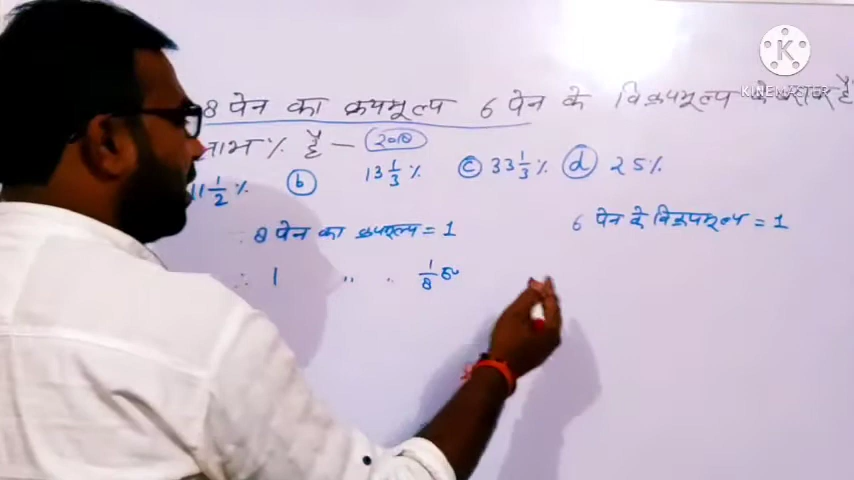 K
KINEMASTER
8 पेन का क्रयमूल्य 6 पेन के विक्रयमूल्य के बराबर है
लाभ % है — 2018
11 1/2 % (b) 13 1/3 % (c) 33 1/3 % (d) 25 %
∴ 8 पेन का क्रयमूल्य = 1
6 पेन के विक्रयमूल्य = 1
∴ 1 " " 1/8 रु